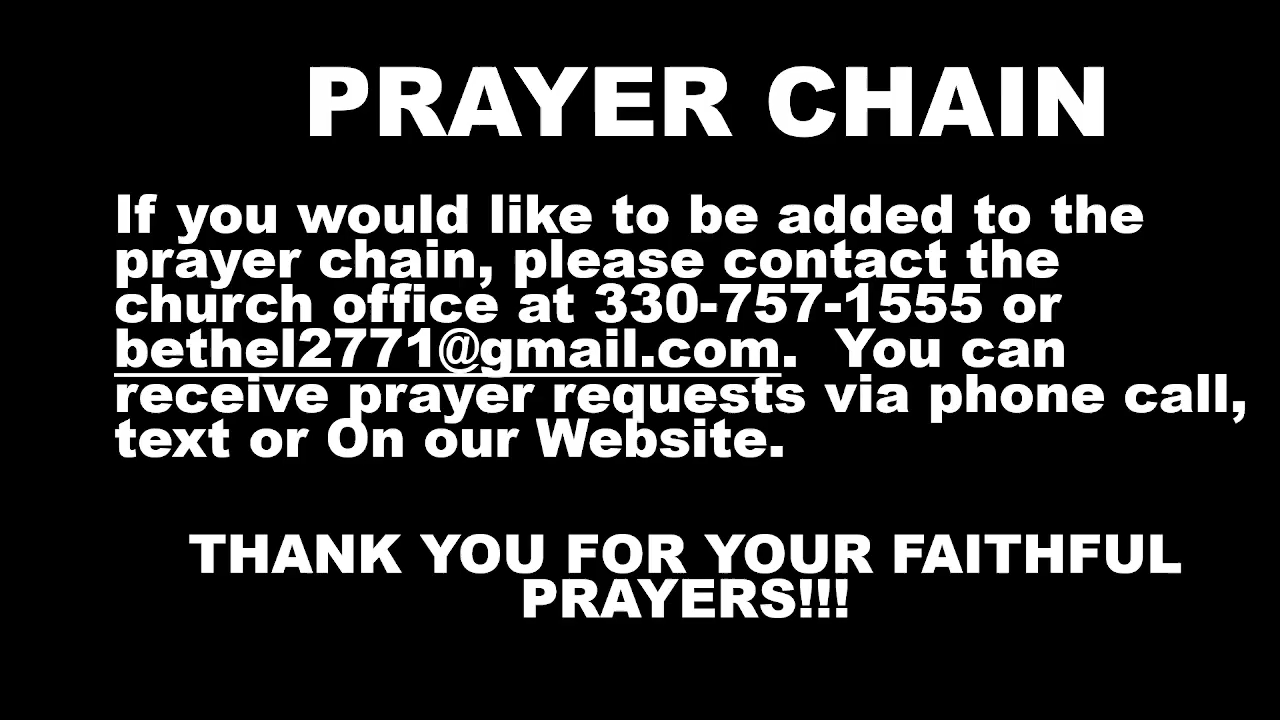 PRAYER CHAIN
If you would like to be added to the
prayer chain, please contact the
church office at 330-757-1555 or
bethel2771@gmail.com.  You can
receive prayer requests via phone call,
text or On our Website.
THANK YOU FOR YOUR FAITHFUL
PRAYERS!!!